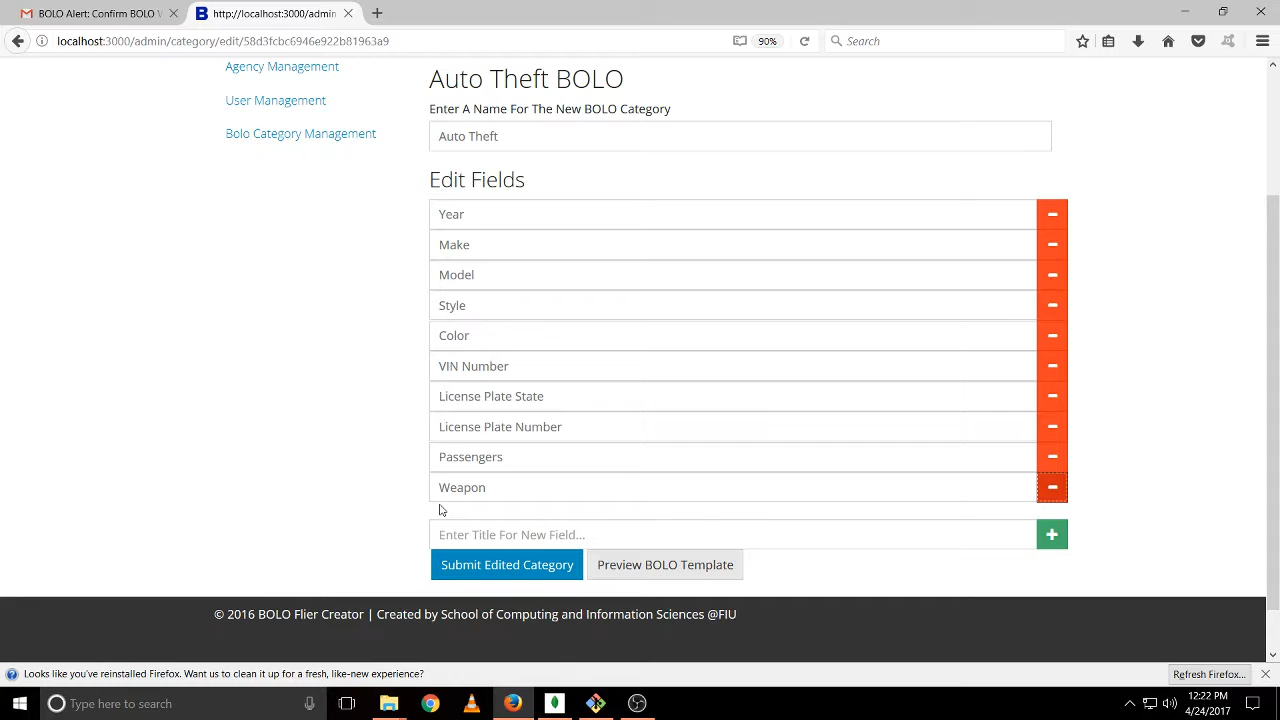 BOLO Alert: Confirm BOLO
http://localhost:3000/admin
localhost:3000/admin/category/edit/58d3fcbc6946e922b81963a9
90%
Search
Agency Management
User Management
Bolo Category Management
Auto Theft BOLO
Enter A Name For The New BOLO Category
Auto Theft
Edit Fields
Year
Make
Model
Style
Color
VIN Number
License Plate State
License Plate Number
Passengers
Weapon
Enter Title For New Field...
Submit Edited Category
Preview BOLO Template
© 2016 BOLO Flier Creator | Created by School of Computing and Information Sciences @FIU
Looks like you've reinstalled Firefox. Want us to clean it up for a fresh, like-new experience?
Refresh Firefox...
Type here to search
12:22 PM
4/24/2017